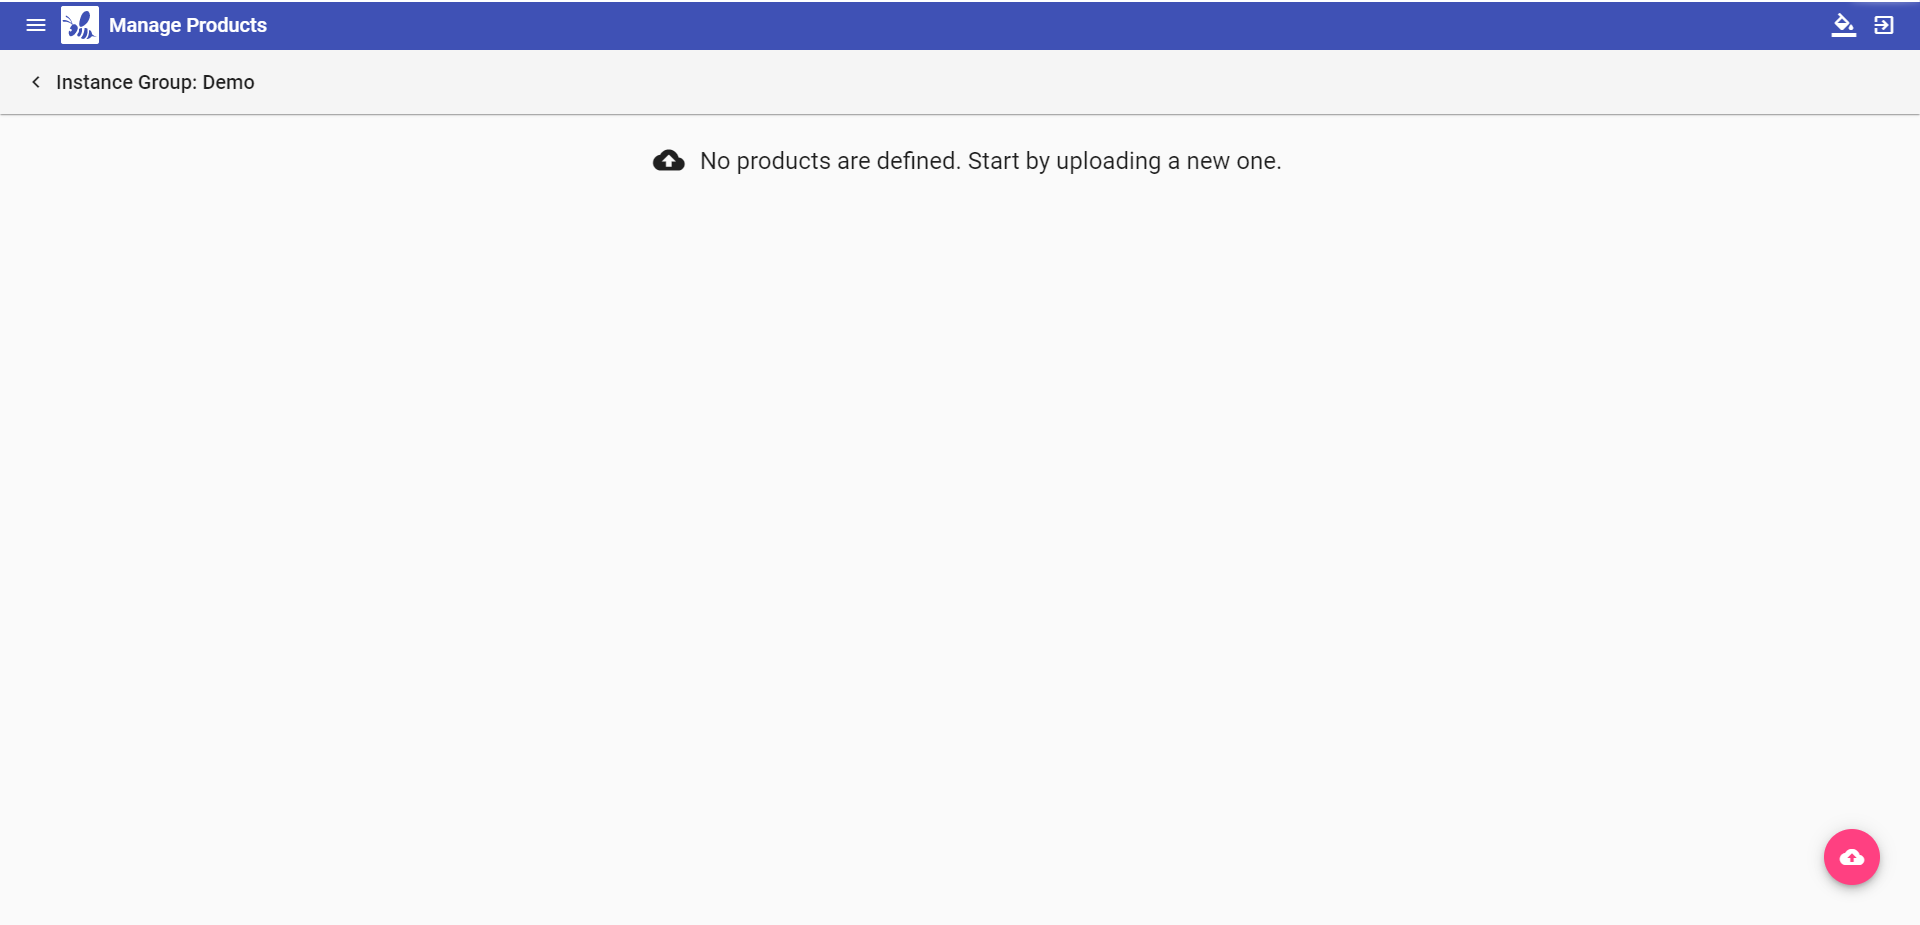 Manage Products
Instance Group: Demo
No products are defined. Start by uploading a new one.